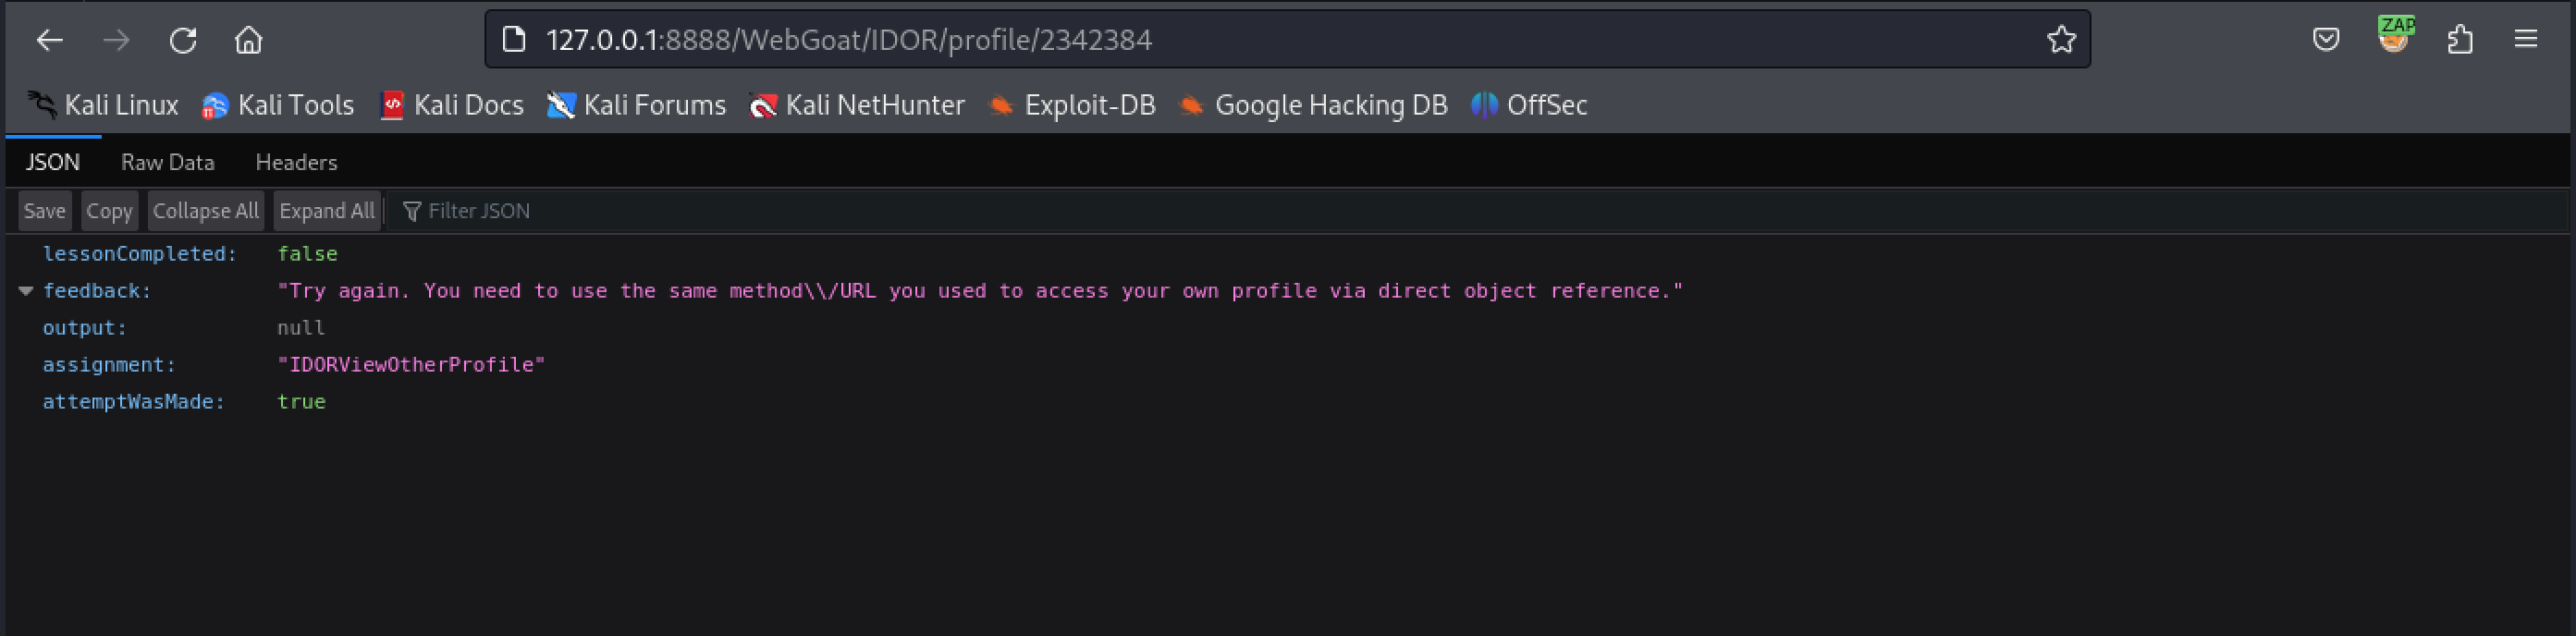 127.0.0.1:8888/WebGoat/IDOR/profile/2342384
ZAP
Kali Linux Kali Tools Kali Docs Kali Forums Kali NetHunter Exploit-DB Google Hacking DB OffSec
JSON Raw Data Headers
Save Copy Collapse All Expand All Filter JSON
lessonCompleted: false
feedback: "Try again. You need to use the same method\\/URL you used to access your own profile via direct object reference."
output: null
assignment: "IDORViewOtherProfile"
attemptWasMade: true